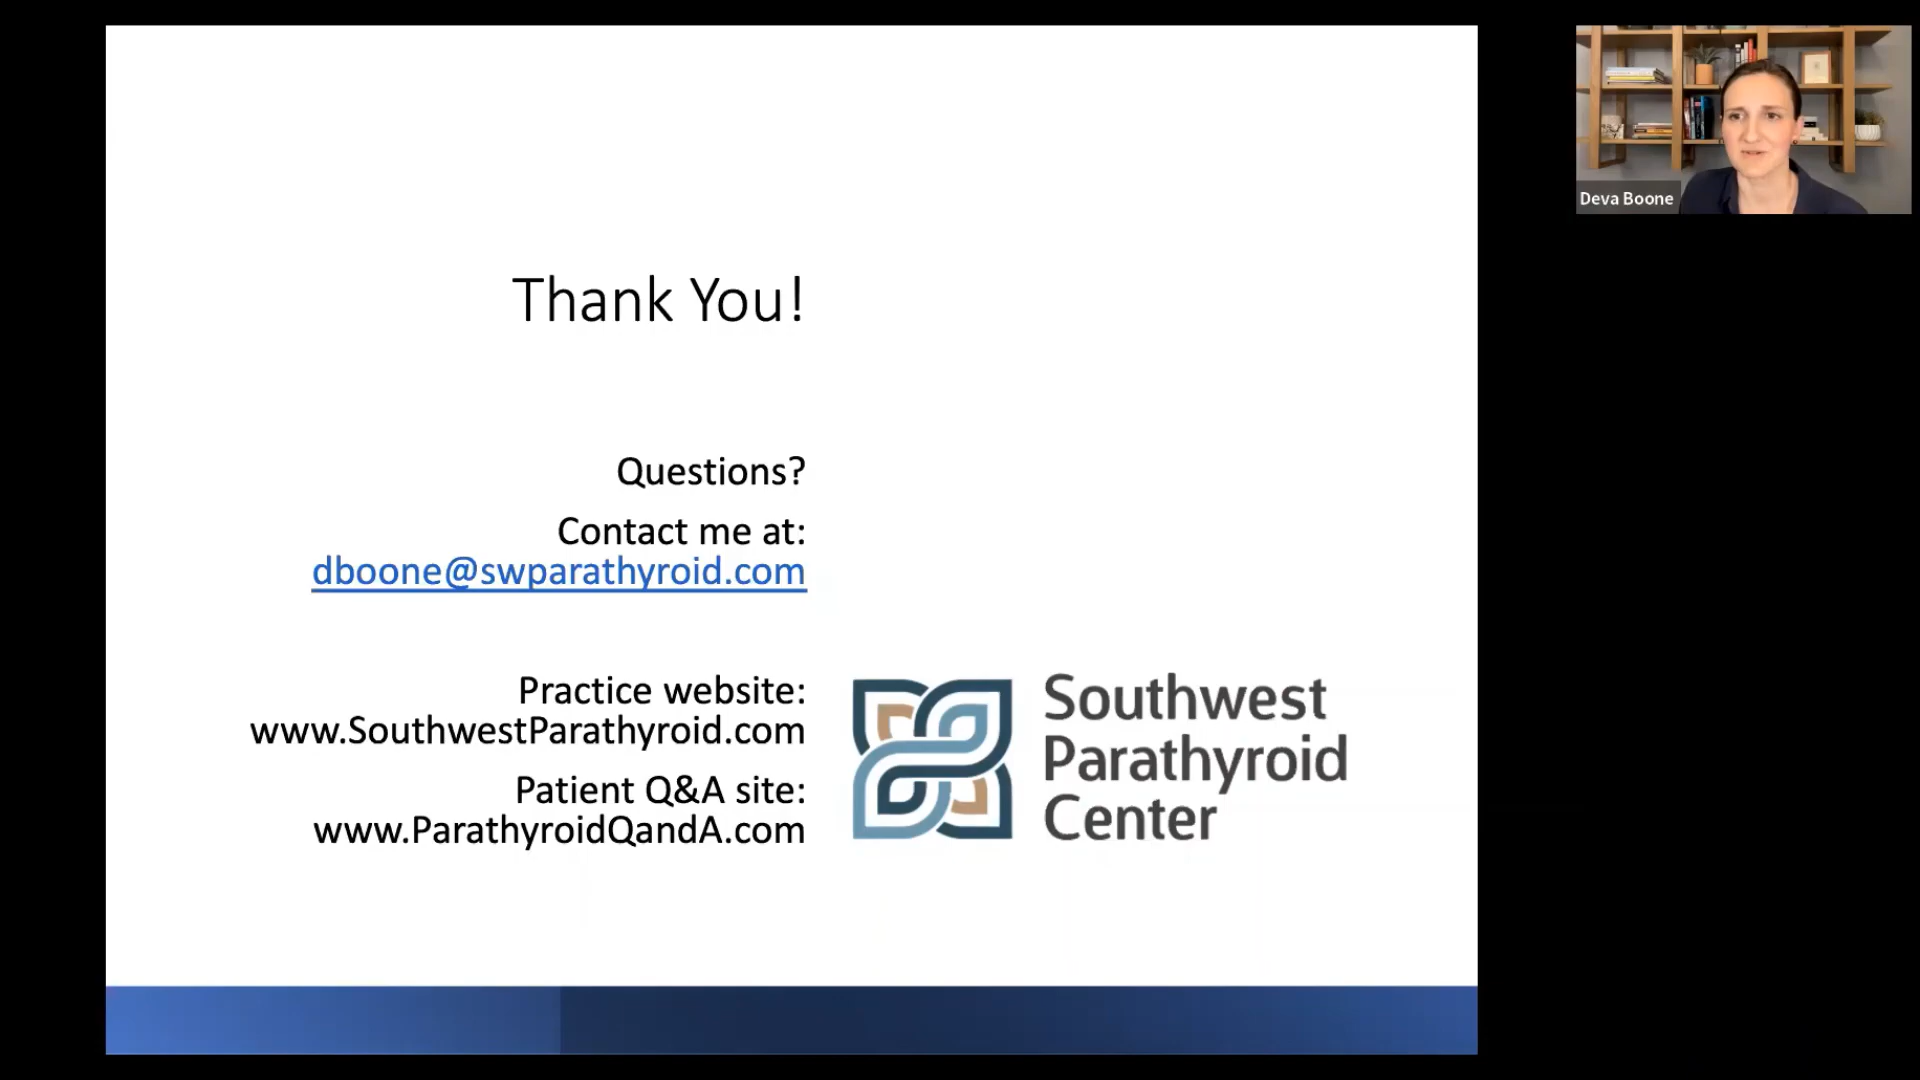 Thank You!
Questions?
Contact me at:
dboone@swparathyroid.com
Practice website:
www.SouthwestParathyroid.com
Patient Q&A site:
www.ParathyroidQandA.com
Southwest
Parathyroid
Center
Deva Boone